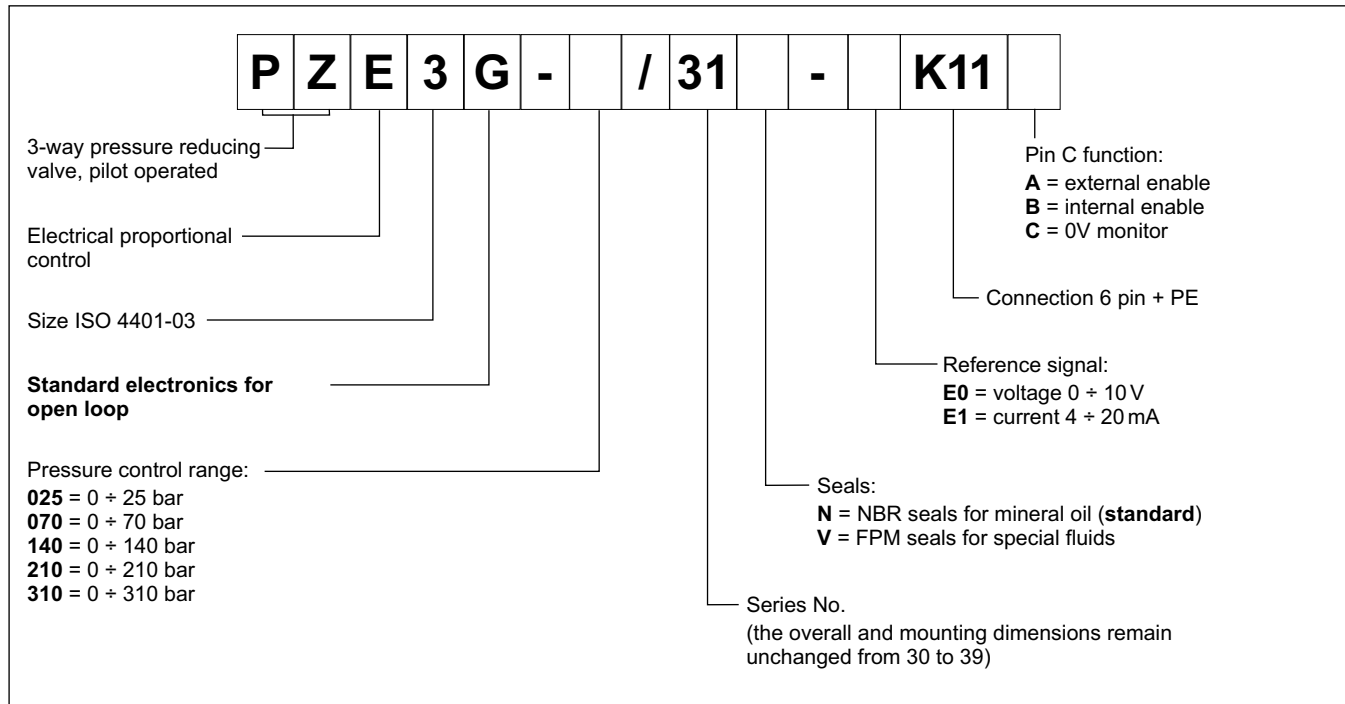 P Z E 3 G - / 31 - K11
3-way pressure reducing
valve, pilot operated
Electrical proportional
control
Size ISO 4401-03
Standard electronics for
open loop
Pressure control range:
025 = 0 ÷ 25 bar
070 = 0 ÷ 70 bar
140 = 0 ÷ 140 bar
210 = 0 ÷ 210 bar
310 = 0 ÷ 310 bar
Pin C function:
A = external enable
B = internal enable
C = 0V monitor
Connection 6 pin + PE
Reference signal:
E0 = voltage 0 ÷ 10 V
E1 = current 4 ÷ 20 mA
Seals:
N = NBR seals for mineral oil (standard)
V = FPM seals for special fluids
Series No.
(the overall and mounting dimensions remain
unchanged from 30 to 39)